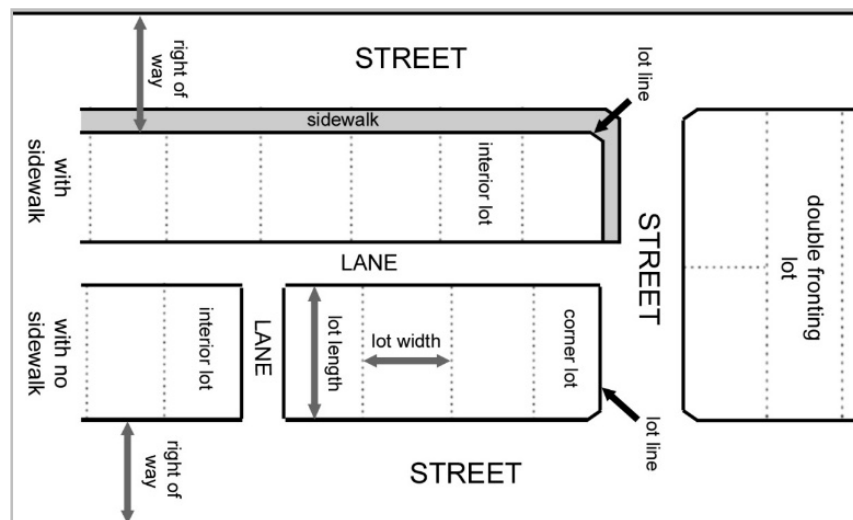 right of
way
STREET
lot line
sidewalk
with
sidewalk
interior lot
STREET
double fronting
lot
LANE
with no
sidewalk
interior lot
LANE
lot length
lot width
corner lot
lot line
right of
way
STREET